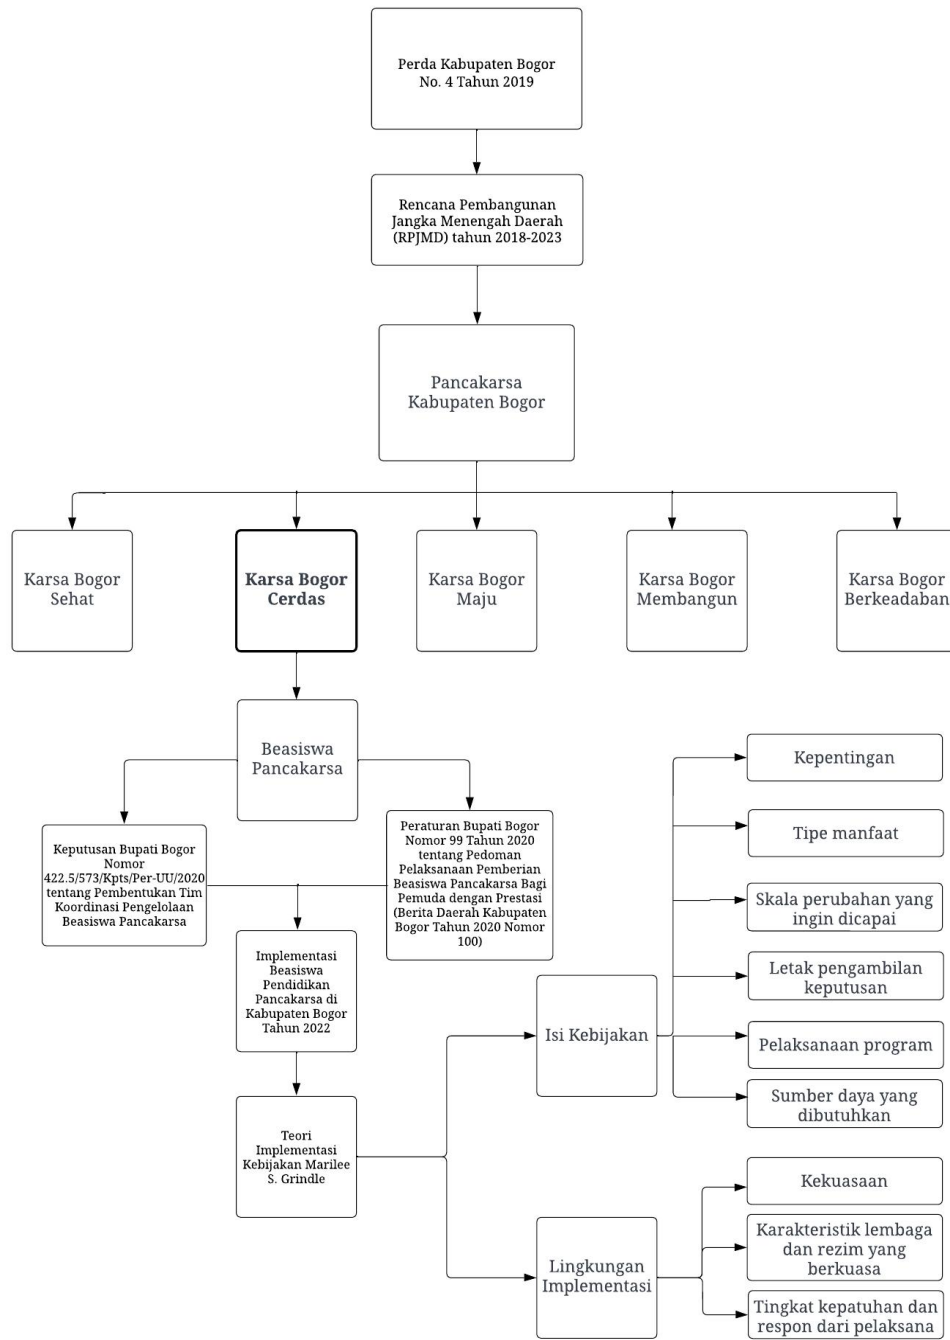 Perda Kabupaten Bogor
No. 4 Tahun 2019
Rencana Pembangunan
Jangka Menengah Daerah
(RPJMD) tahun 2018-2023
Pancakarsa
Kabupaten Bogor
Karsa Bogor
Sehat
Karsa Bogor
Cerdas
Karsa Bogor
Maju
Karsa Bogor
Membangun
Karsa Bogor
Berkeadaban
Beasiswa
Pancakarsa
Keputusan Bupati Bogor
Nomor
422.5/573/Kpts/Per-UU/2020
tentang Pembentukan Tim
Koordinasi Pengelolaan
Beasiswa Pancakarsa
Peraturan Bupati Bogor
Nomor 99 Tahun 2020
tentang Pedoman
Pelaksanaan Pemberian
Beasiswa Pancakarsa Bagi
Pemuda dengan Prestasi
(Berita Daerah Kabupaten
Bogor Tahun 2020 Nomor
100)
Implementasi
Beasiswa
Pendidikan
Pancakarsa di
Kabupaten Bogor
Tahun 2022
Teori
Implementasi
Kebijakan Marilee
S. Grindle
Isi Kebijakan
Kepentingan
Tipe manfaat
Skala perubahan yang
ingin dicapai
Letak pengambilan
keputusan
Pelaksanaan program
Sumber daya yang
dibutuhkan
Lingkungan
Implementasi
Kekuasaan
Karakteristik lembaga
dan rezim yang
berkuasa
Tingkat kepatuhan dan
respon dari pelaksana